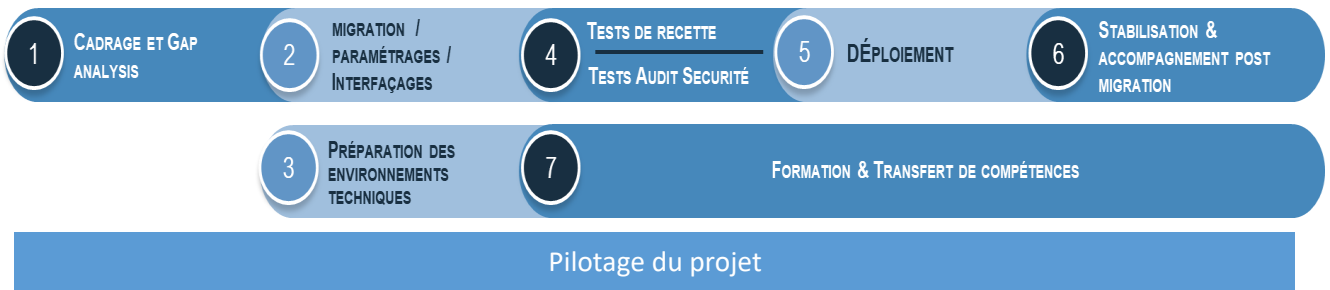 1
CADRAGE ET GAP
ANALYSIS
2
MIGRATION /
PARAMÉTRAGES /
INTERFAÇAGES
4
TESTS DE RECETTE
TESTS AUDIT SECURITÉ
5
DÉPLOIEMENT
6
STABILISATION &
ACCOMPAGNEMENT POST
MIGRATION
3
PRÉPARATION DES
ENVIRONNEMENTS
TECHNIQUES
7
FORMATION & TRANSFERT DE COMPÉTENCES
Pilotage du projet